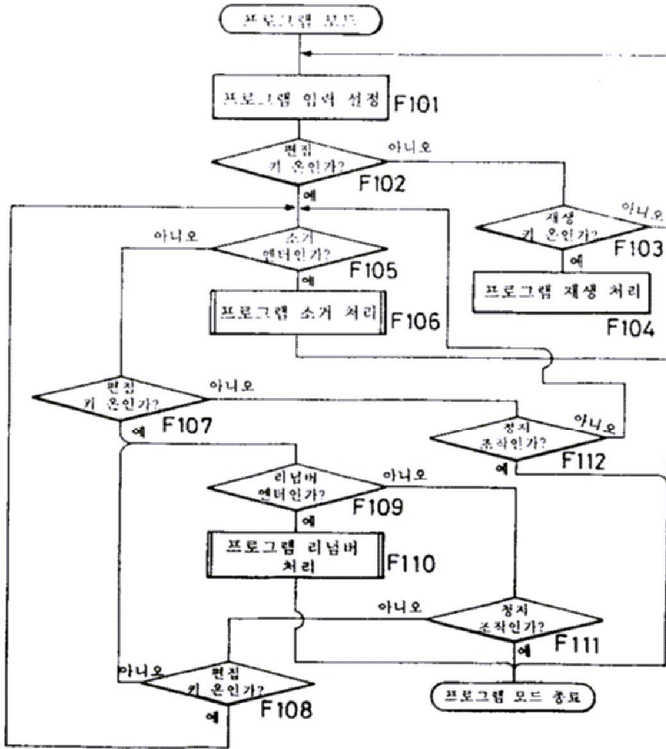 프로그램 모드
프로그램 입력 설정
F101
편집
키 온인가?
아니오
F102
예
재생
키 온인가?
아니오
F103
예
아니오
소거
엔터인가?
F105
예
프로그램 재생 처리
F104
프로그램 소거 처리
F106
편집
키 온인가?
아니오
F107
예
정지
조작인가?
아니오
F112
예
리넘버
엔터인가?
아니오
F109
예
프로그램 리넘버
처리
F110
아니오
정지
조작인가?
F111
예
아니오
편집
키 온인가?
F108
예
프로그램 모드 종료